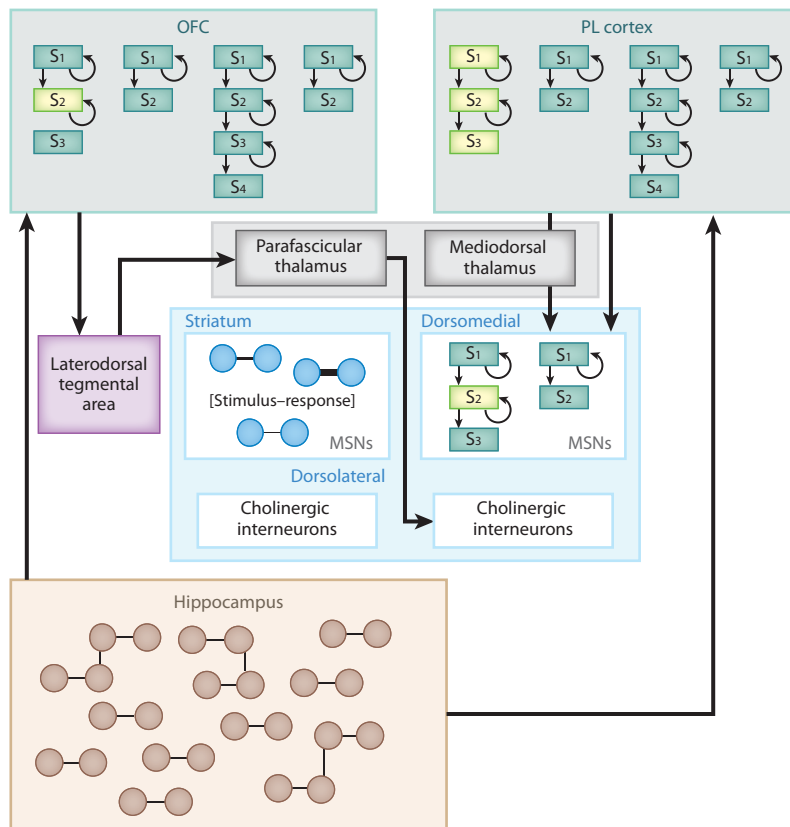 OFC
S1
S1
S1
S1
S2
S2
S2
S2
S3
S3
S4
PL cortex
S1
S1
S1
S1
S2
S2
S2
S2
S3
S3
S4
Parafascicular
thalamus
Mediodorsal
thalamus
Laterodorsal
tegmental
area
Striatum
[Stimulus–response]
MSNs
Dorsomedial
S1
S1
S2
S2
S3
MSNs
Dorsolateral
Cholinergic
interneurons
Cholinergic
interneurons
Hippocampus